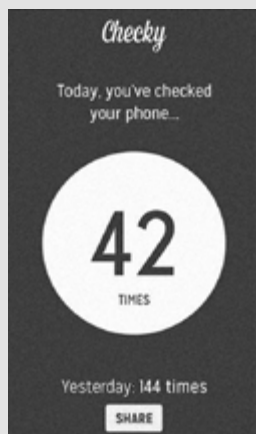 Checky
Today, you've checked
your phone...
42
TIMES
Yesterday: 144 times
SHARE